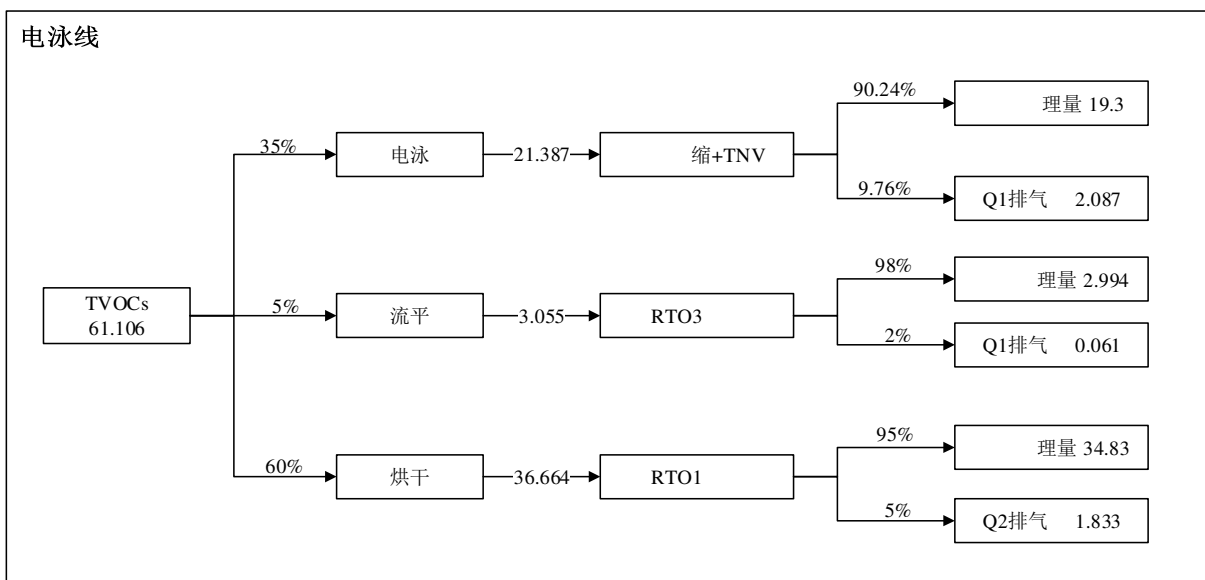 电泳线
90.24%
理量 19.3
35%
电泳
21.387
缩+TNV
9.76%
Q1排气 2.087
98%
理量 2.994
TVOCs
61.106
5%
流平
3.055
RTO3
2%
Q1排气 0.061
95%
理量 34.83
60%
烘干
36.664
RTO1
5%
Q2排气 1.833